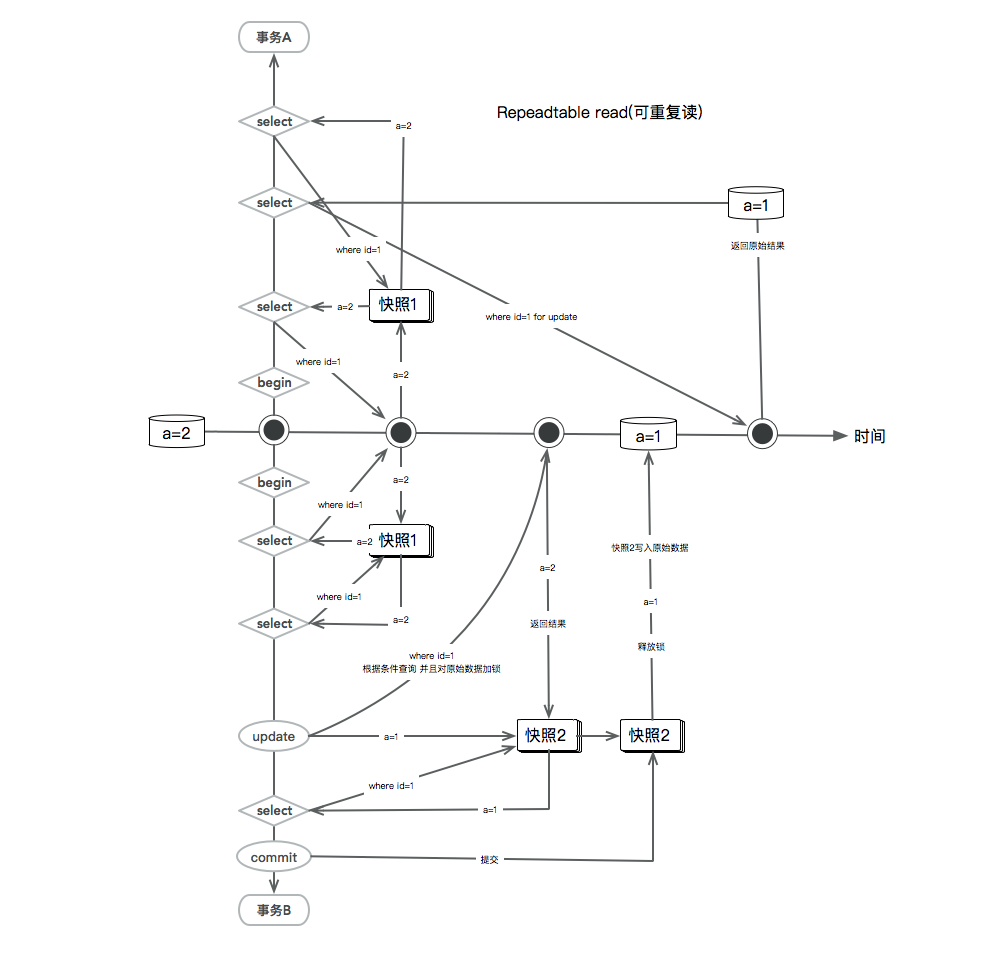 事务A
Repeadtable read(可重复读)
select
a=2
select
a=1
返回原始结果
where id=1
select
a=2
快照1
where id=1 for update
where id=1
a=2
begin
a=2
a=1
时间
begin
a=2
where id=1
select
a=2
快照1
快照2写入原始数据
a=2
where id=1
a=1
select
a=2
返回结果
释放锁
where id=1
根据条件查询 并且对原始数据加锁
update
a=1
快照2
快照2
where id=1
select
a=1
commit
提交
事务B